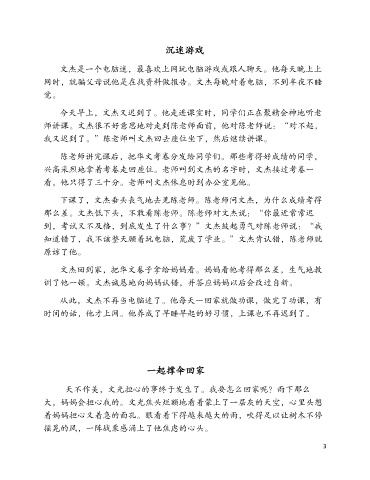 沉迷游戏
文杰是一个电脑迷，最喜欢上网玩电脑游戏或跟人聊天。他每天晚上上
网时，就骗父母说他是在找资料做报告。文杰每晚对着电脑，不到半夜不睡
觉。
今天早上，文杰又迟到了。他走进课室时，同学们正在聚精会神地听老
师讲课。文杰很不好意思地对走到陈老师面前，他对陈老师说：“对不起，
我又迟到了。”陈老师叫文杰回去座位坐下，然后继续讲课。
陈老师讲完课后，把华文考卷分发给同学们。那些考得好成绩的同学，
兴高采烈地拿着考卷走回座位。老师叫到文杰的名字时，文杰接过考卷一
看，他只得了三十分。老师叫文杰休息时到办公室见他。
下课了，文杰垂头丧气地去见陈老师。陈老师问文杰，为什么成绩考得
那么差。文杰低下头，不敢看陈老师。陈老师对文杰说：“你最近常常迟
到，考试又不及格，到底发生了什么事？”文杰鼓起勇气对陈老师说：“我
知道错了，我不该整天顾着玩电脑，荒废了学业。”文杰肯认错，陈老师就
原谅了他。
文杰回到家，把华文卷子拿给妈妈看。妈妈看他考得那么差，生气地教
训了他一顿。文杰诚恳地向妈妈认错，并答应妈妈以后会改过自新。
从此，文杰不再当电脑迷了。他每天一回家就做功课，做完了功课，有
时间的话，他才上网。他养成了早睡早起的好习惯，上课也不再迟到了。
一起撑伞回家
天不作美，文光担心的事终于发生了。我要怎么回家呢？雨下那么
大，妈妈会担心我的。文光焦头烂额地看着蒙上了一层灰的天空，心里头想
着妈妈担心又着急的面孔。眼看着下得越来越大的雨，吹得足以让树木不停
摇晃的风，一阵战栗感涌上了他焦虑的心头。
3